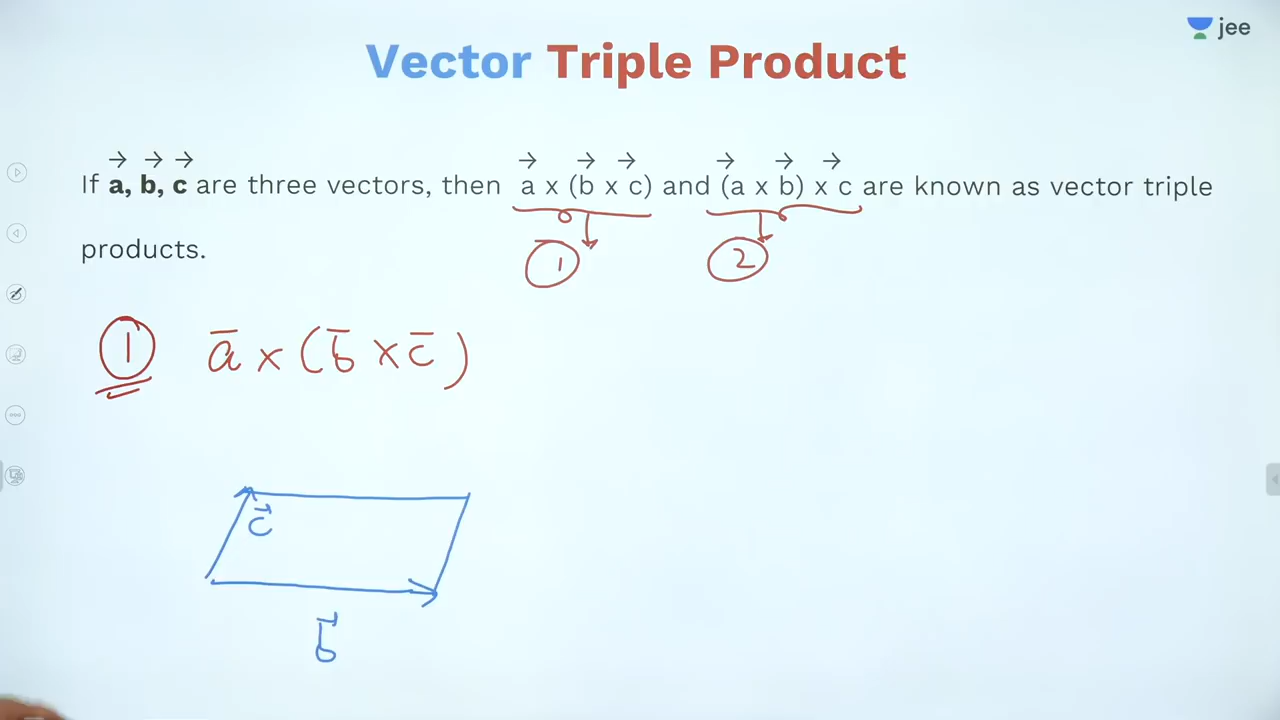 jee
Vector Triple Product
If a⃗, b⃗, c⃗ are three vectors, then a⃗ x (b⃗ x c⃗) and (a⃗ x b⃗) x c⃗ are known as vector triple
products.
1 2
1 a̅ x (b̅ x c̅)
c⃗
b⃗